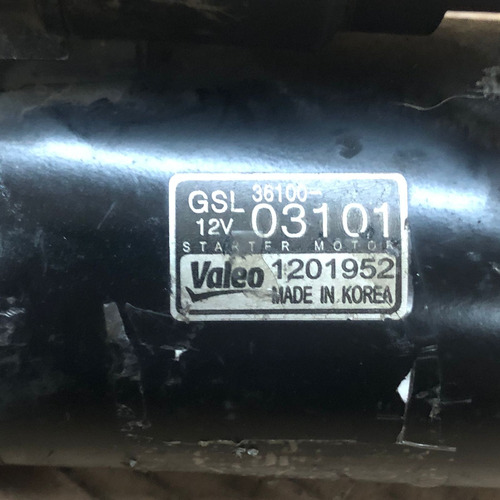 GSL 36100-
12V 03101
STARTER MOTOR
Valeo 1201952
MADE IN KOREA